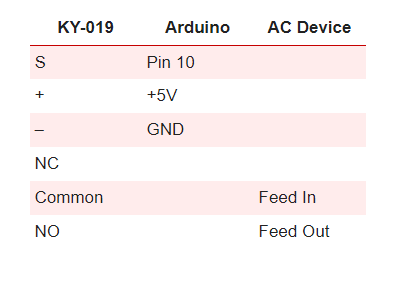 KY-019 Arduino AC Device
S Pin 10
+ +5V
– GND
NC
Common Feed In
NO Feed Out